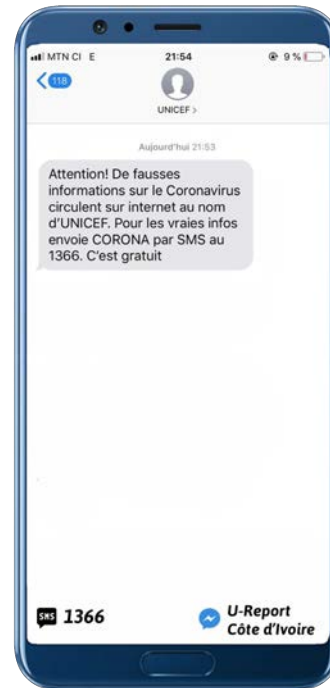 MTN CI E
21:54
9 %
118
UNICEF >
Aujourd'hui 21:53
Attention! De fausses
informations sur le Coronavirus
circulent sur internet au nom
d'UNICEF. Pour les vraies infos
envoie CORONA par SMS au
1366. C'est gratuit
SMS 1366
U-Report
Côte d'Ivoire